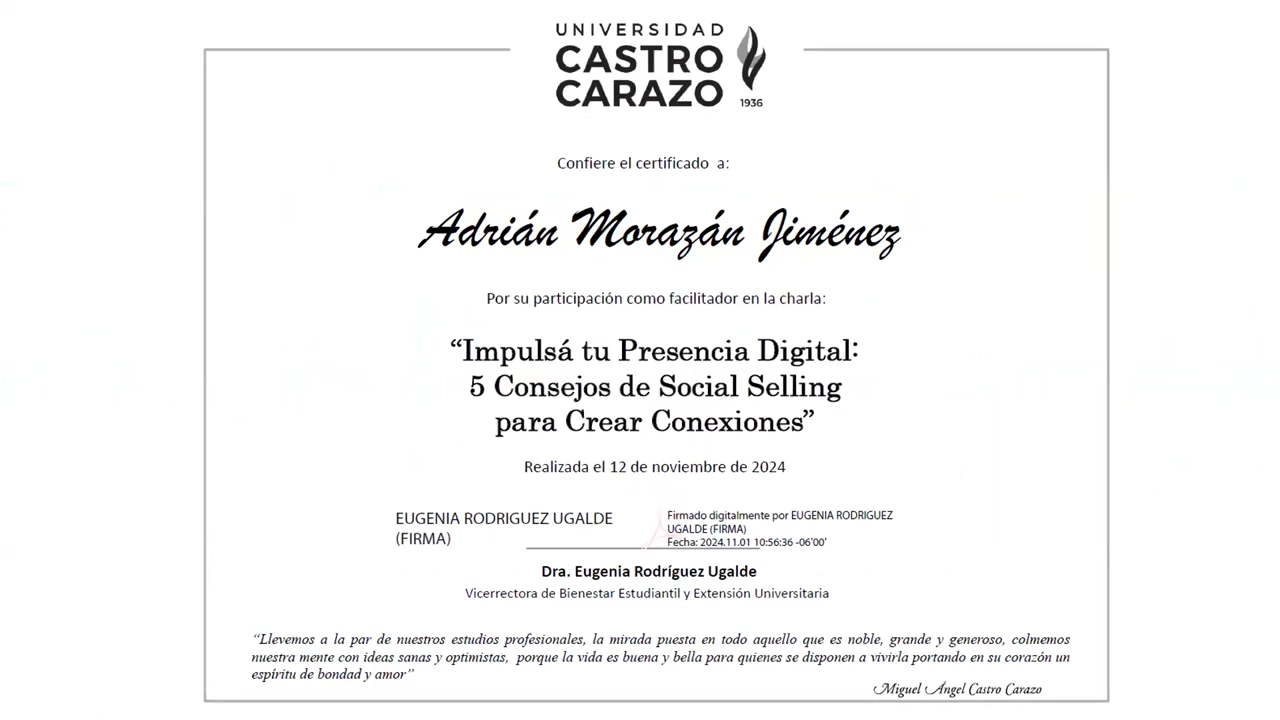 UNIVERSIDAD
CASTRO
CARAZO
1936
Confiere el certificado a:
Adrián Morazán Jiménez
Por su participación como facilitador en la charla:
“Impulsá tu Presencia Digital:
5 Consejos de Social Selling
para Crear Conexiones”
Realizada el 12 de noviembre de 2024
EUGENIA RODRIGUEZ UGALDE
(FIRMA)
Firmado digitalmente por EUGENIA RODRIGUEZ
UGALDE (FIRMA)
Fecha: 2024.11.01 10:56:36 -06'00'
Dra. Eugenia Rodríguez Ugalde
Vicerrectora de Bienestar Estudiantil y Extensión Universitaria
“Llevemos a la par de nuestros estudios profesionales, la mirada puesta en todo aquello que es noble, grande y generoso, colmemos
nuestra mente con ideas sanas y optimistas, porque la vida es buena y bella para quienes se disponen a vivirla portando en su corazón un
espíritu de bondad y amor”
Miguel Ángel Castro Carazo